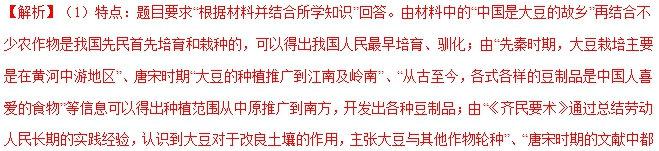 【解析】（1）特点：题目要求“根据材料并结合所学知识”回答。由材料中的“中国是大豆的故乡”再结合不
少农作物是我国先民首先培育和栽种的，可以得出我国人民最早培育、驯化；由“先秦时期，大豆栽培主要
是在黄河中游地区”、唐宋时期“大豆的种植推广到江南及岭南”、“从古至今，各式各样的豆制品是中国人喜
爱的食物”等信息可以得出种植范围从中原推广到南方，开发出各种豆制品；由“《齐民要术》通过总结劳动
人民长期的实践经验，认识到大豆对于改良土壤的作用，主张大豆与其他作物轮种”、“唐宋时期的文献中都